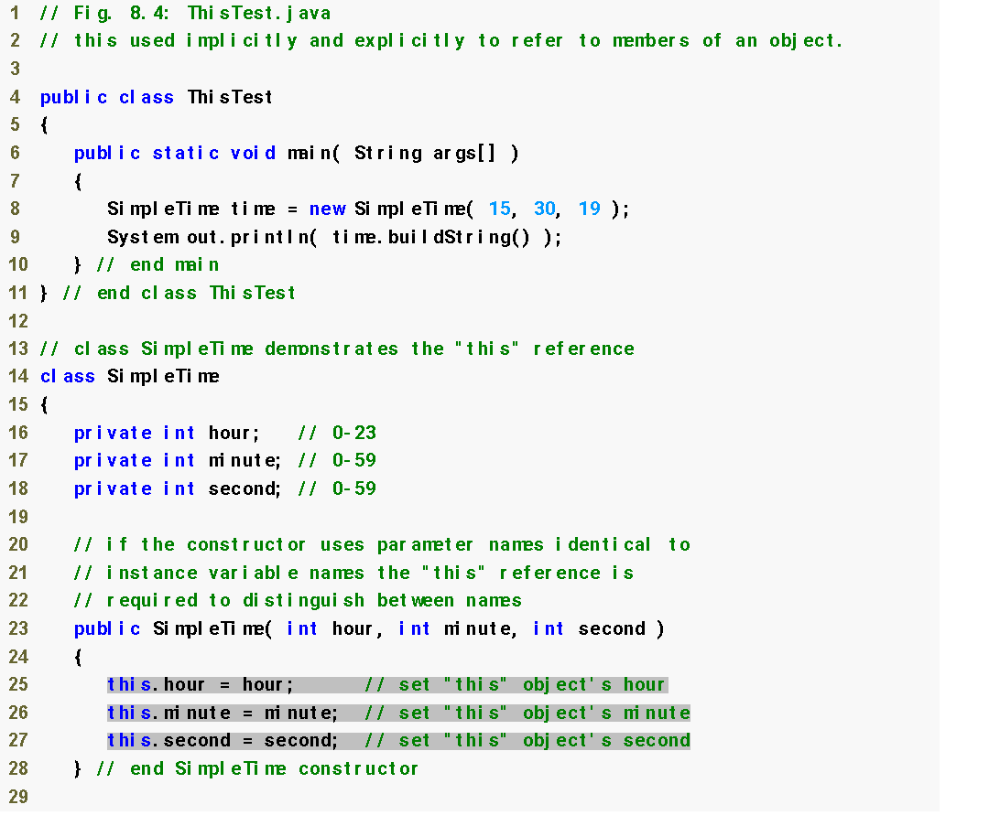 1 // Fig. 8.4: ThisTest.java
2 // this used implicitly and explicitly to refer to members of an object.
3
4 public class ThisTest
5 {
6    public static void main( String args[] )
7    {
8       SimpleTime time = new SimpleTime( 15, 30, 19 );
9       System.out.println( time.buildString() );
10    } // end main
11 } // end class ThisTest
12
13 // class SimpleTime demonstrates the "this" reference
14 class SimpleTime
15 {
16    private int hour;   // 0-23
17    private int minute; // 0-59
18    private int second; // 0-59
19
20    // if the constructor uses parameter names identical to
21    // instance variable names the "this" reference is
22    // required to distinguish between names
23    public SimpleTime( int hour, int minute, int second )
24    {
25       this.hour = hour;      // set "this" object's hour
26       this.minute = minute;  // set "this" object's minute
27       this.second = second;  // set "this" object's second
28    } // end SimpleTime constructor
29